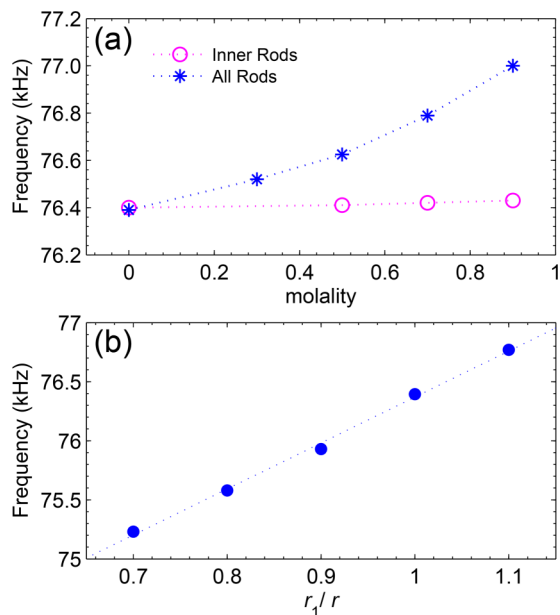 77.2
77.0
76.8
76.6
76.4
76.2
Frequency (kHz)
(a)
Inner Rods
All Rods
0
0.2
0.4
0.6
0.8
1
molality
77
76.5
76
75.5
75
Frequency (kHz)
(b)
0.7
0.8
0.9
1
1.1
r1/ r